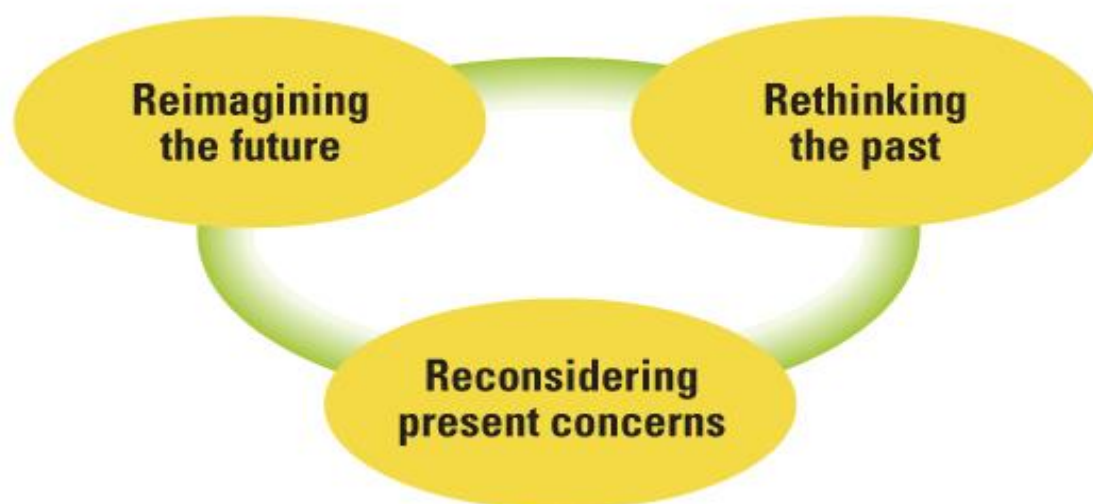 Reimagining
the future
Rethinking
the past
Reconsidering
present concerns